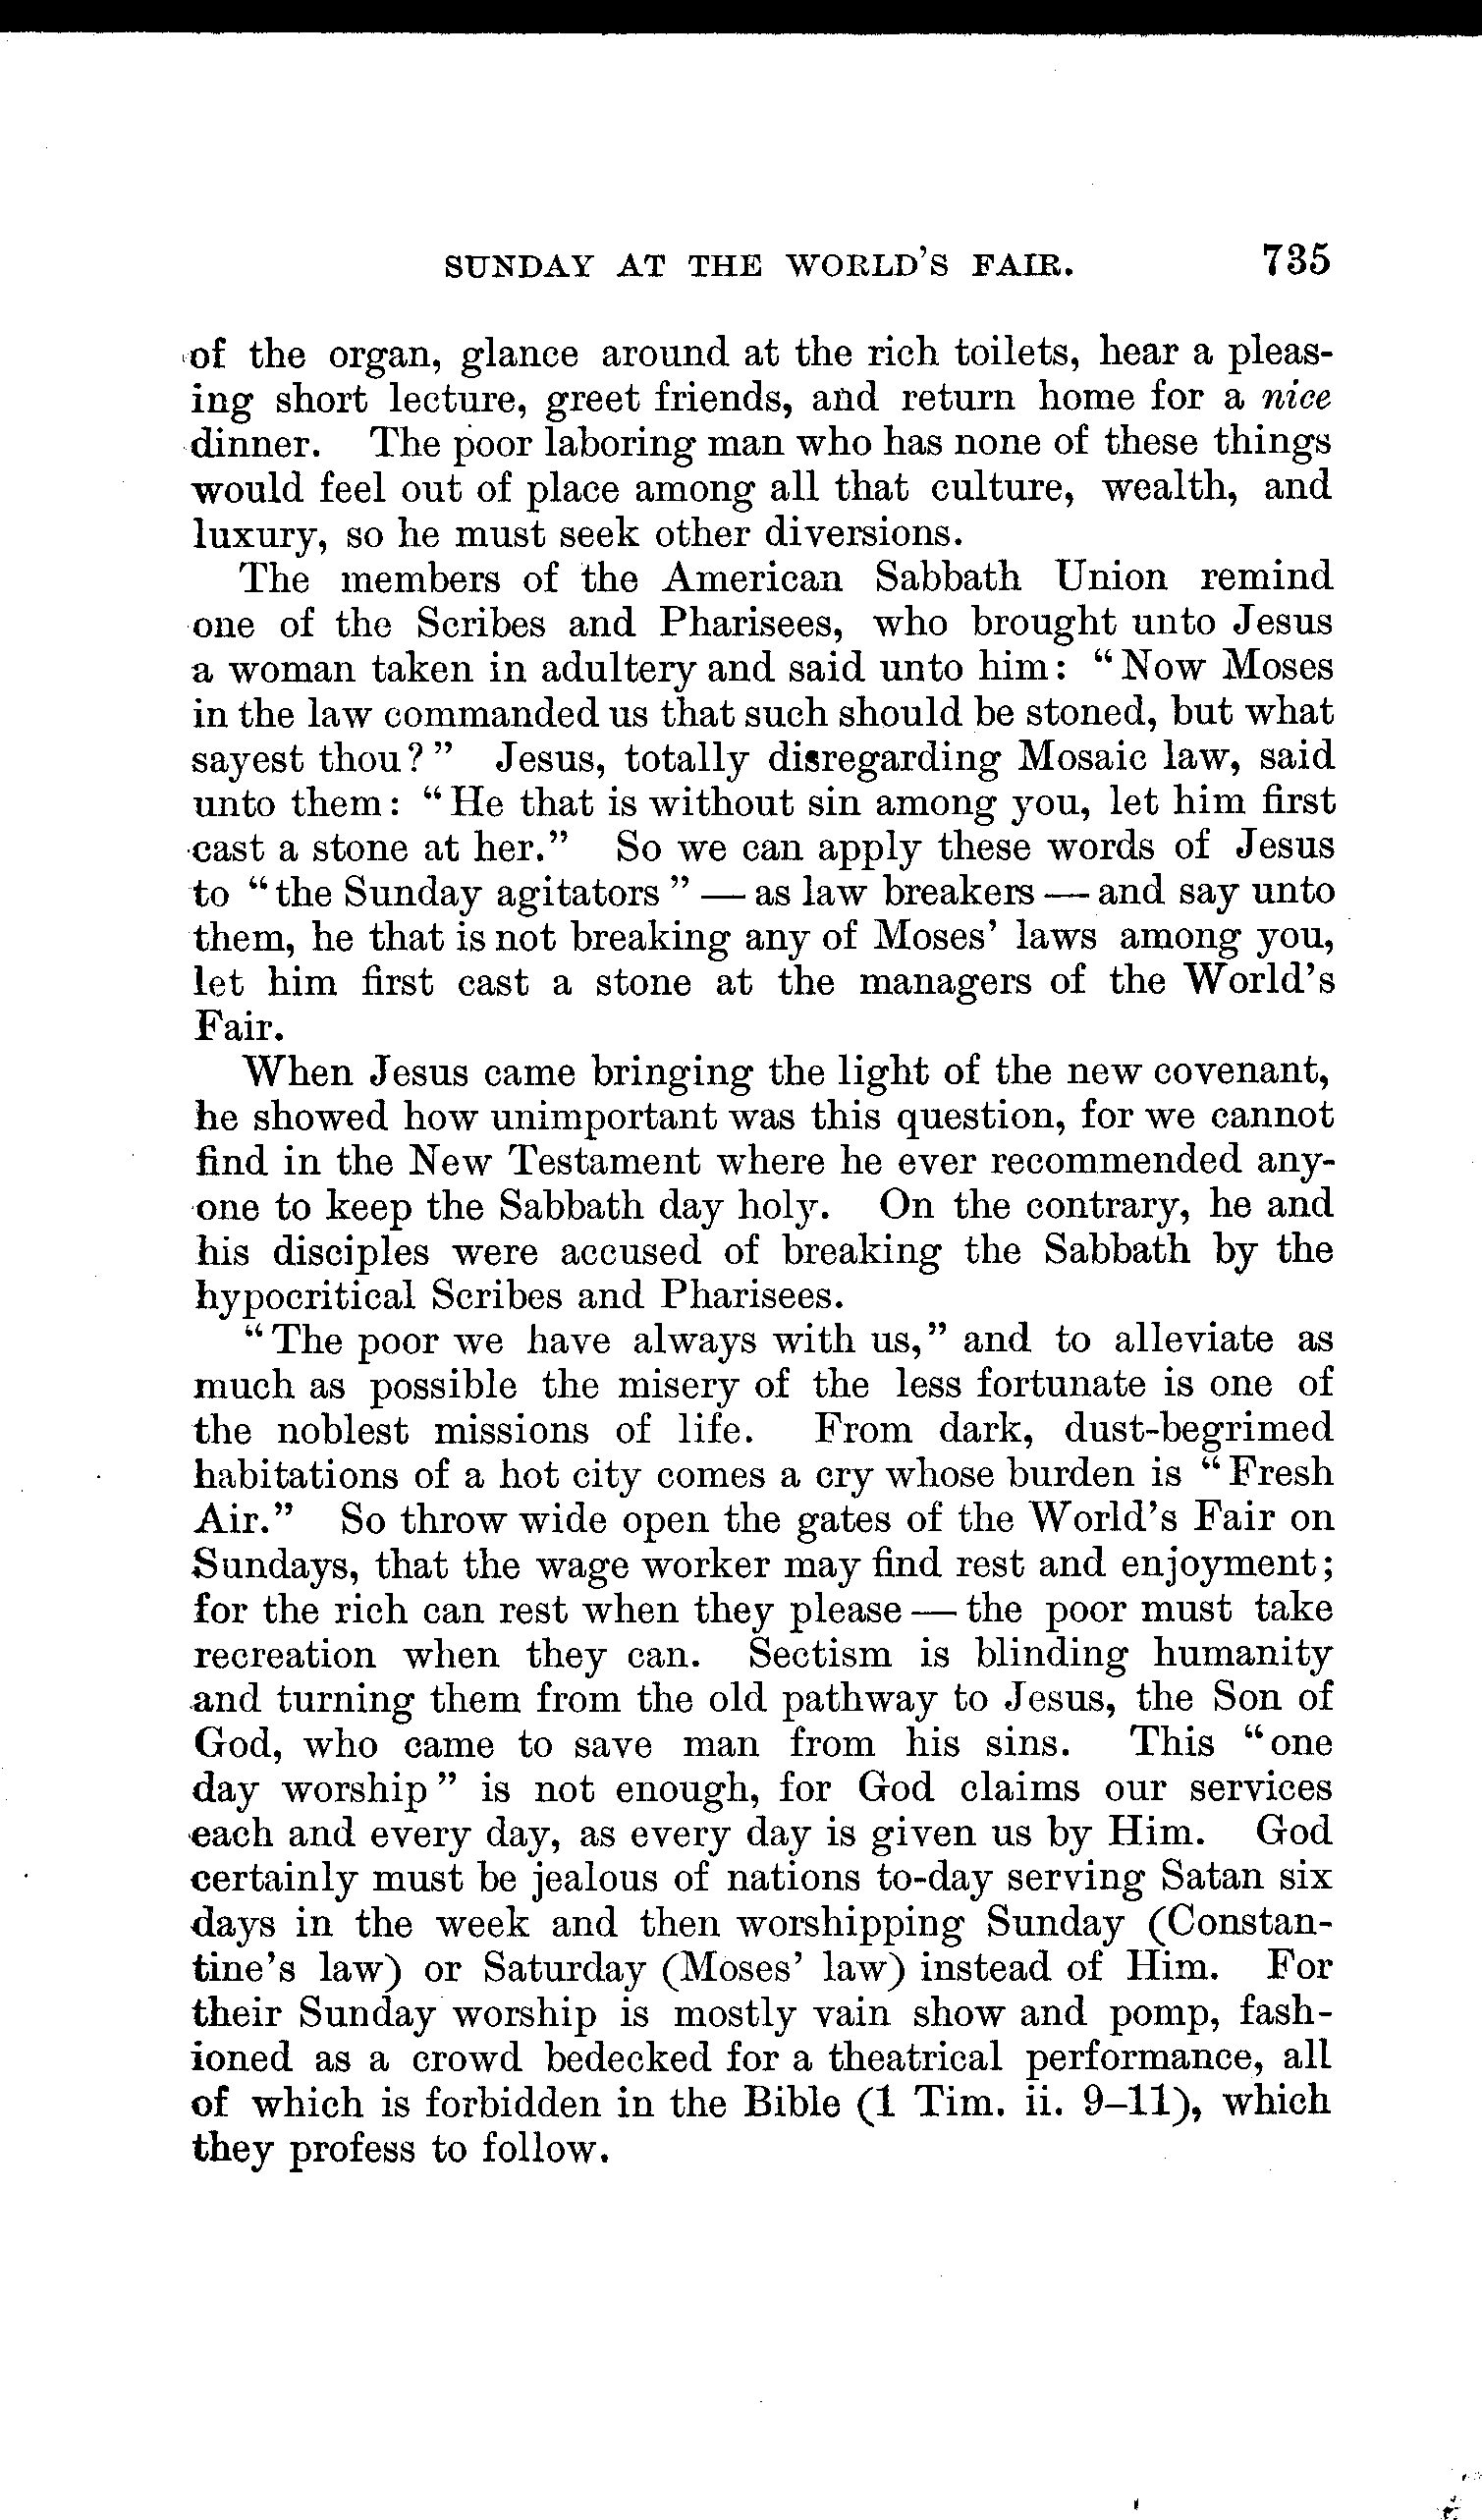 SUNDAY AT THE WORLD'S FAIR. 735
of the organ, glance around at the rich toilets, hear a pleas-
ing short lecture, greet friends, and return home for a nice
dinner. The poor laboring man who has none of these things
would feel out of place among all that culture, wealth, and
luxury, so he must seek other diversions.
The members of the American Sabbath Union remind
one of the Scribes and Pharisees, who brought unto Jesus
a woman taken in adultery and said unto him: "Now Moses
in the law commanded us that such should be stoned, but what
sayest thou?" Jesus, totally disregarding Mosaic law, said
unto them: "He that is without sin among you, let him first
cast a stone at her." So we can apply these words of Jesus
to "the Sunday agitators" — as law breakers — and say unto
them, he that is not breaking any of Moses' laws among you,
let him first cast a stone at the managers of the World's
Fair.
When Jesus came bringing the light of the new covenant,
he showed how unimportant was this question, for we cannot
find in the New Testament where he ever recommended any-
one to keep the Sabbath day holy. On the contrary, he and
his disciples were accused of breaking the Sabbath by the
hypocritical Scribes and Pharisees.
"The poor we have always with us," and to alleviate as
much as possible the misery of the less fortunate is one of
the noblest missions of life. From dark, dust-begrimed
habitations of a hot city comes a cry whose burden is "Fresh
Air." So throw wide open the gates of the World's Fair on
Sundays, that the wage worker may find rest and enjoyment;
for the rich can rest when they please — the poor must take
recreation when they can. Sectism is blinding humanity
and turning them from the old pathway to Jesus, the Son of
God, who came to save man from his sins. This "one
day worship" is not enough, for God claims our services
each and every day, as every day is given us by Him. God
certainly must be jealous of nations to-day serving Satan six
days in the week and then worshipping Sunday (Constan-
tine's law) or Saturday (Moses' law) instead of Him. For
their Sunday worship is mostly vain show and pomp, fash-
ioned as a crowd bedecked for a theatrical performance, all
of which is forbidden in the Bible (1 Tim. ii. 9–11), which
they profess to follow.